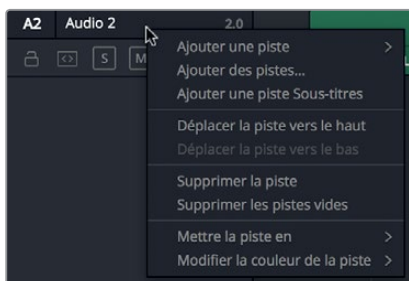 A2 Audio 2 2.0
S M
Ajouter une piste
Ajouter des pistes...
Ajouter une piste Sous-titres
Déplacer la piste vers le haut
Déplacer la piste vers le bas
Supprimer la piste
Supprimer les pistes vides
Mettre la piste en
Modifier la couleur de la piste